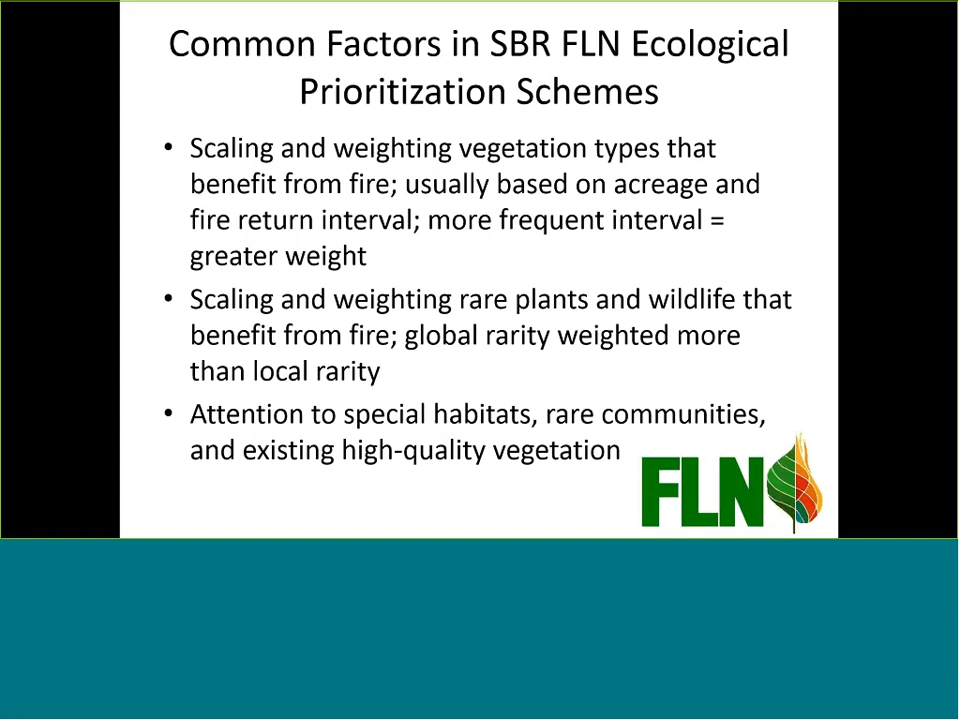 Common Factors in SBR FLN Ecological
Prioritization Schemes
• Scaling and weighting vegetation types that
benefit from fire; usually based on acreage and
fire return interval; more frequent interval =
greater weight
• Scaling and weighting rare plants and wildlife that
benefit from fire; global rarity weighted more
than local rarity
• Attention to special habitats, rare communities,
and existing high-quality vegetation
FLN